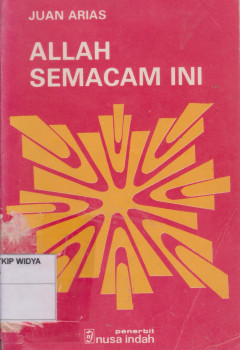 JUAN ARIAS
ALLAH
SEMACAM INI
KIP WIDYA
penerbit
nusa indah